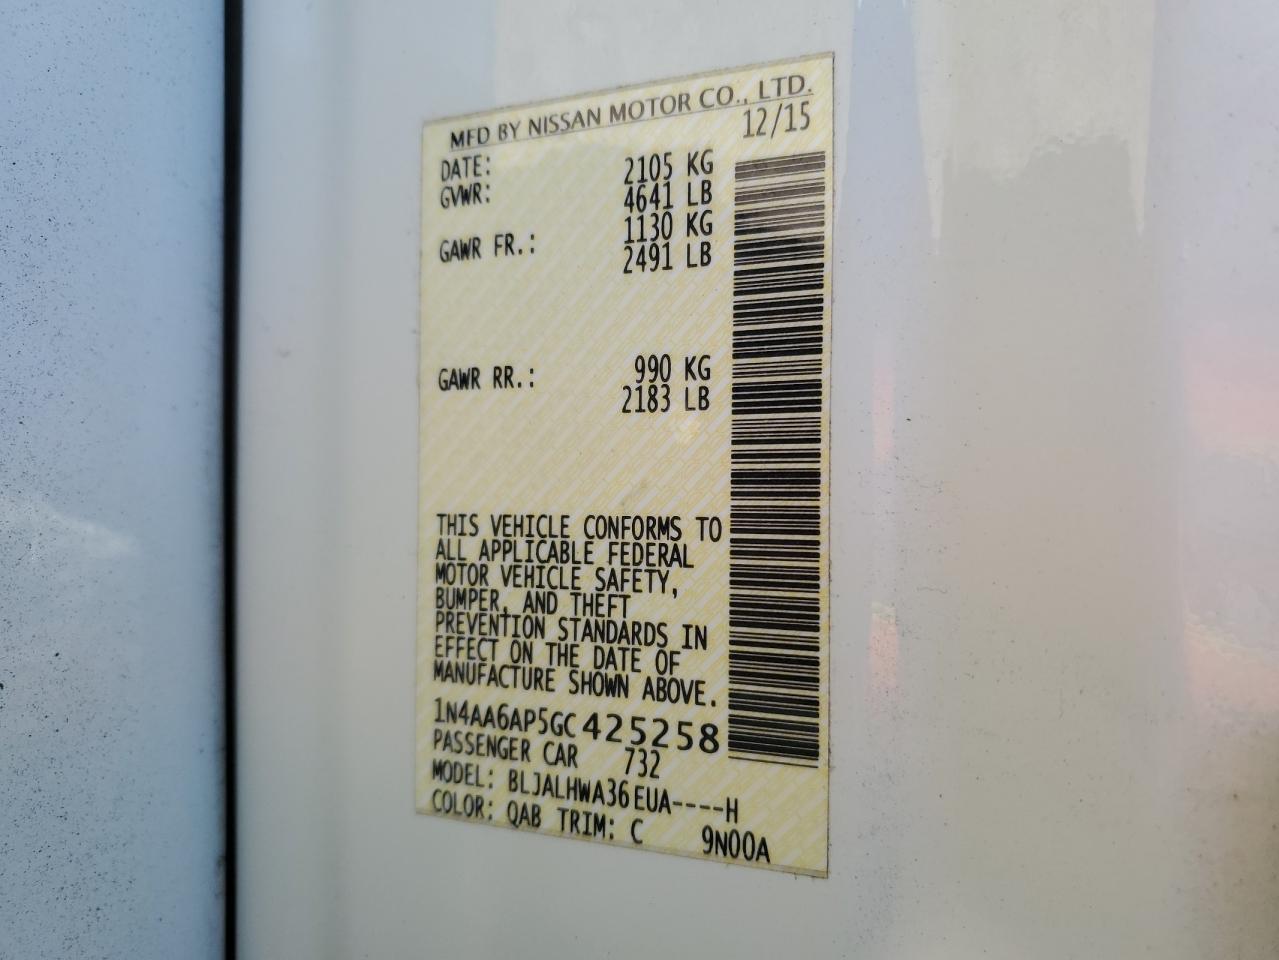 MFD BY NISSAN MOTOR CO., LTD.
DATE: 12/15
GVWR: 2105 KG
4641 LB
GAWR FR.: 1130 KG
2491 LB
GAWR RR.: 990 KG
2183 LB
THIS VEHICLE CONFORMS TO
ALL APPLICABLE FEDERAL
MOTOR VEHICLE SAFETY,
BUMPER, AND THEFT
PREVENTION STANDARDS IN
EFFECT ON THE DATE OF
MANUFACTURE SHOWN ABOVE.
1N4AA6AP5GC425258
PASSENGER CAR 732
MODEL: BLJALHWA36EUA----H
COLOR: QAB TRIM: C 9N00A